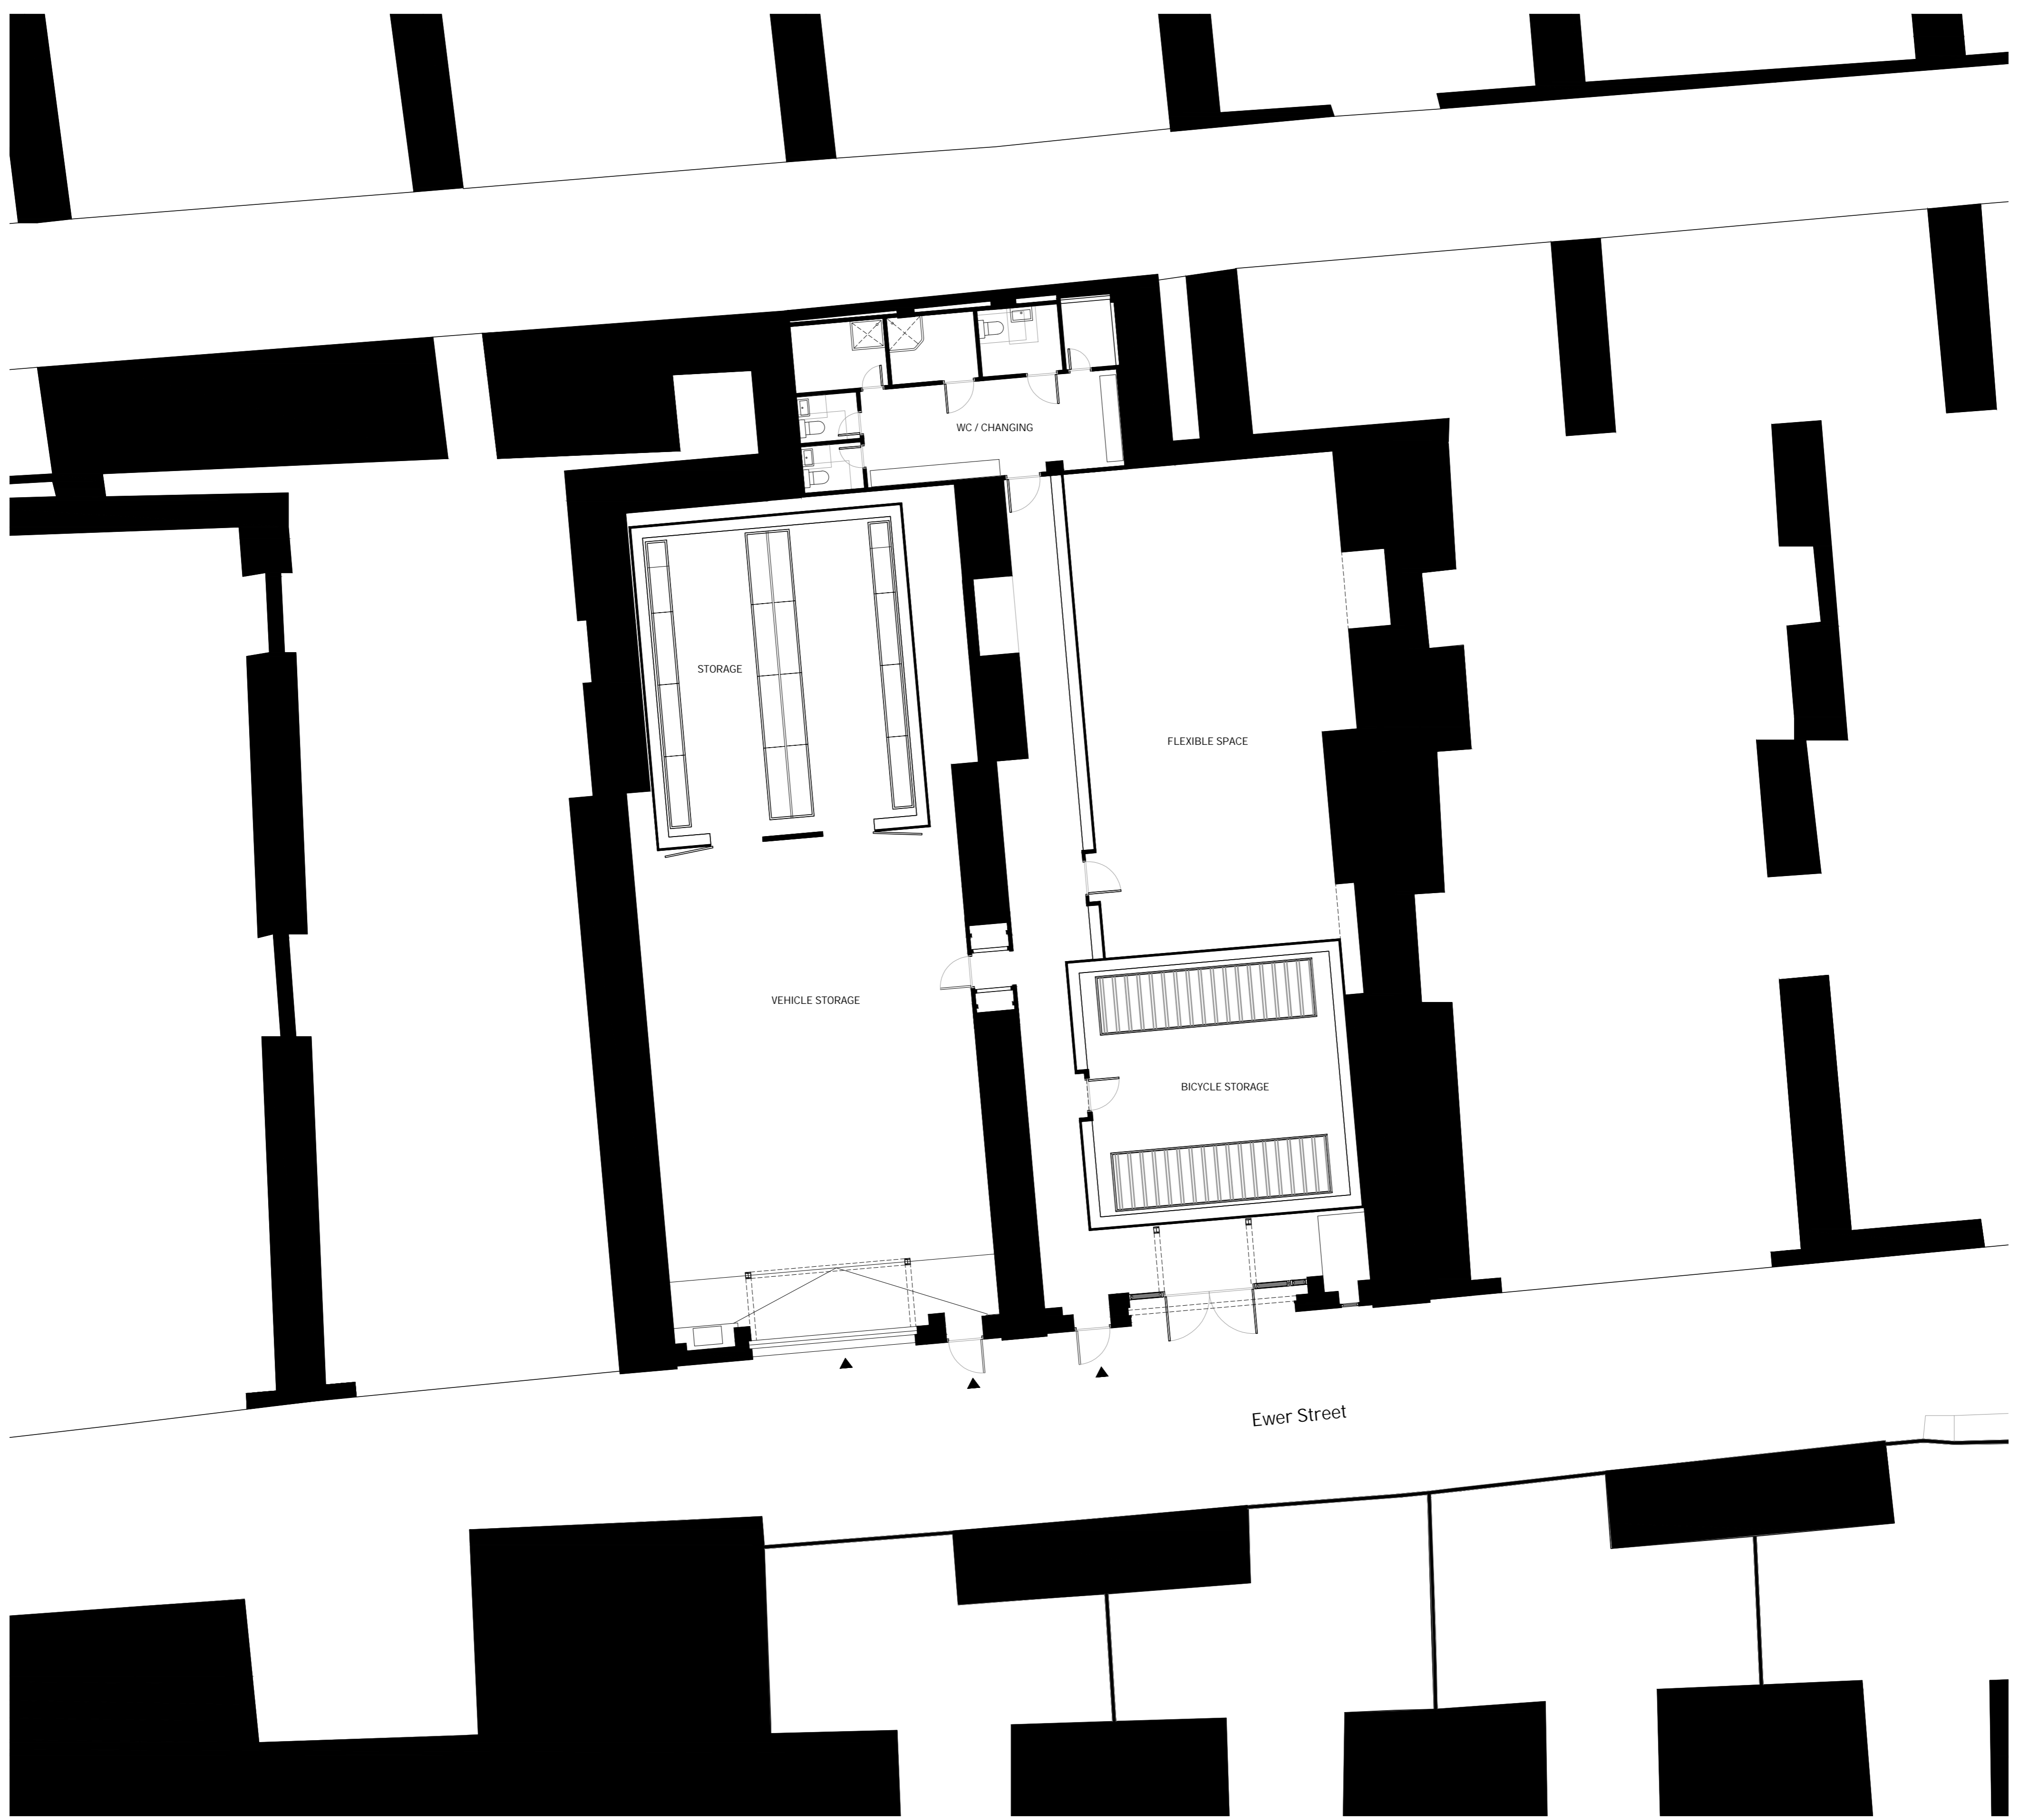 WC / CHANGING
STORAGE
FLEXIBLE SPACE
VEHICLE STORAGE
BICYCLE STORAGE
Ewer Street